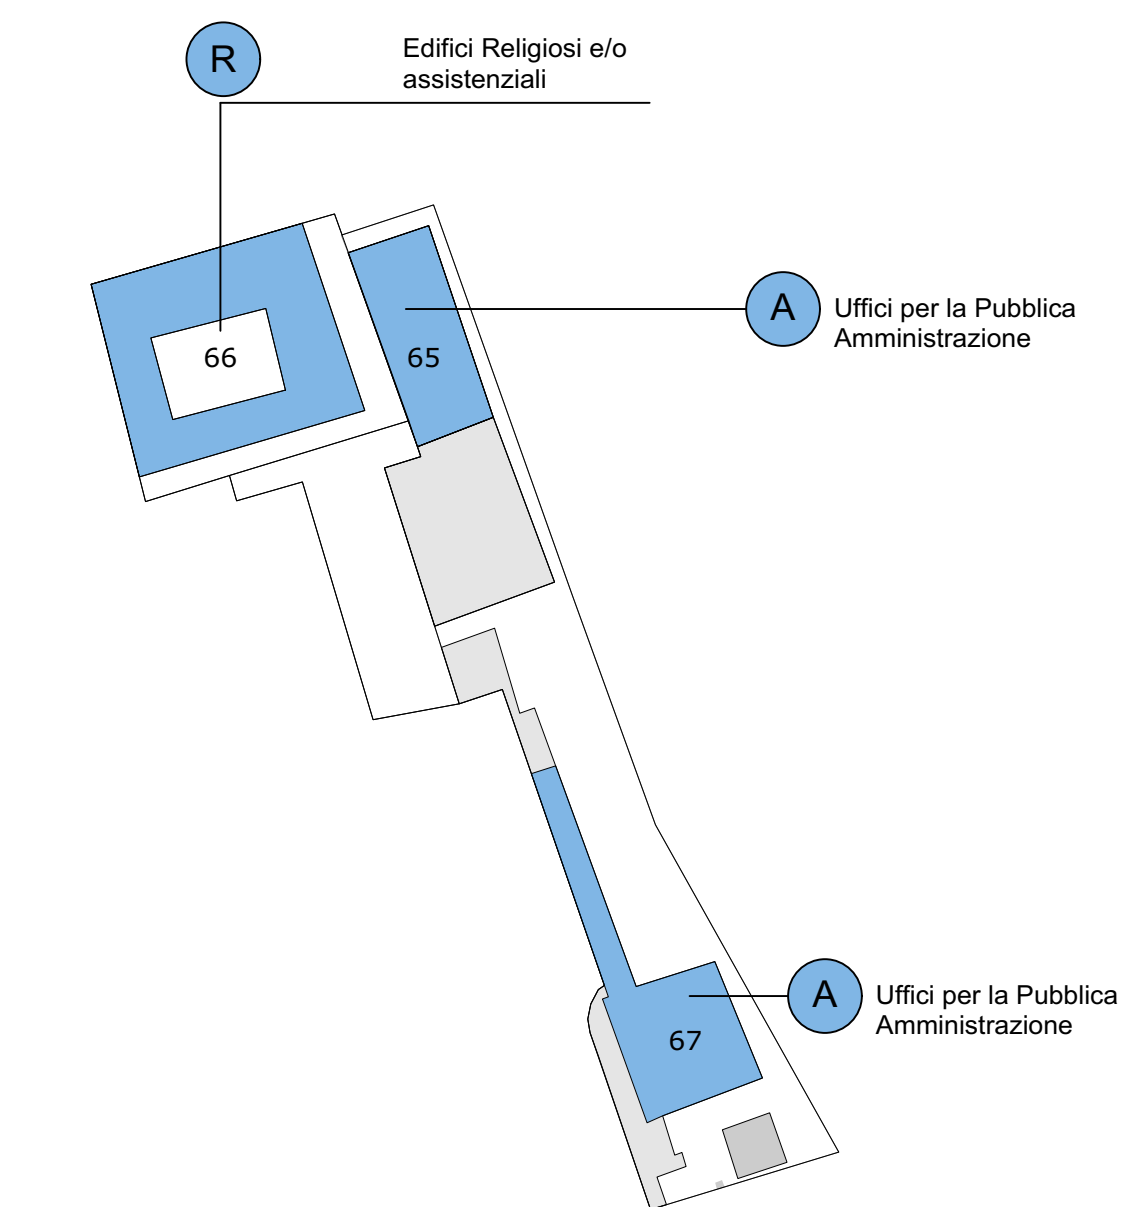 R
Edifici Religiosi e/o
assistenziali
66
65
A
Uffici per la Pubblica
Amministrazione
A
Uffici per la Pubblica
Amministrazione
67